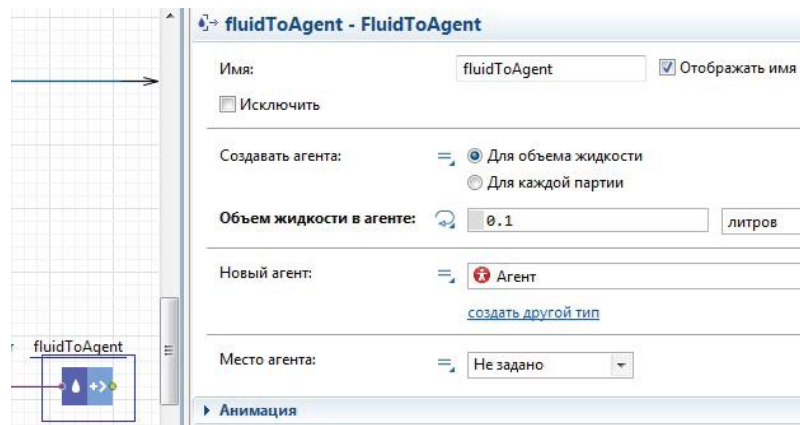 fluidToAgent - FluidToAgent
Имя:
fluidToAgent
Отображать имя
Исключить
Создавать агента:
Для объема жидкости
Для каждой партии
Объем жидкости в агенте:
0.1
литров
Новый агент:
Агент
создать другой тип
fluidToAgent
Место агента:
Не задано
Анимация